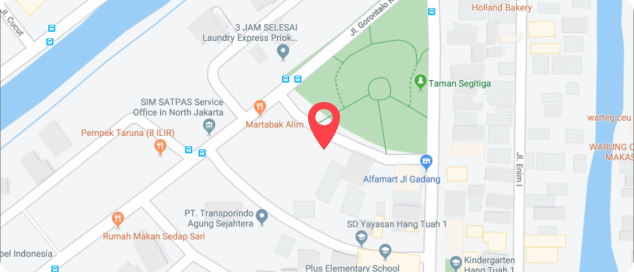 Jl. Cucut
3 JAM SELESAI
Laundry Express Priok...
Jl. Gorontalo
Holland Bakery
Taman Segitiga
SIM SATPAS Service
Office in North Jakarta
Martabak Alim
Pempek Taruna (8 ILIR)
warteg ceu
WARUNG
MAKAS
Jl. Enim I
Alfamart Jl Gadang
PT. Transporindo
Agung Sejahtera
SD Yayasan Hang Tuah 1
Rumah Makan Sedap Sari
bel Indonesia
Plus Elementary School
Kindergarten
Hang Tuah 1